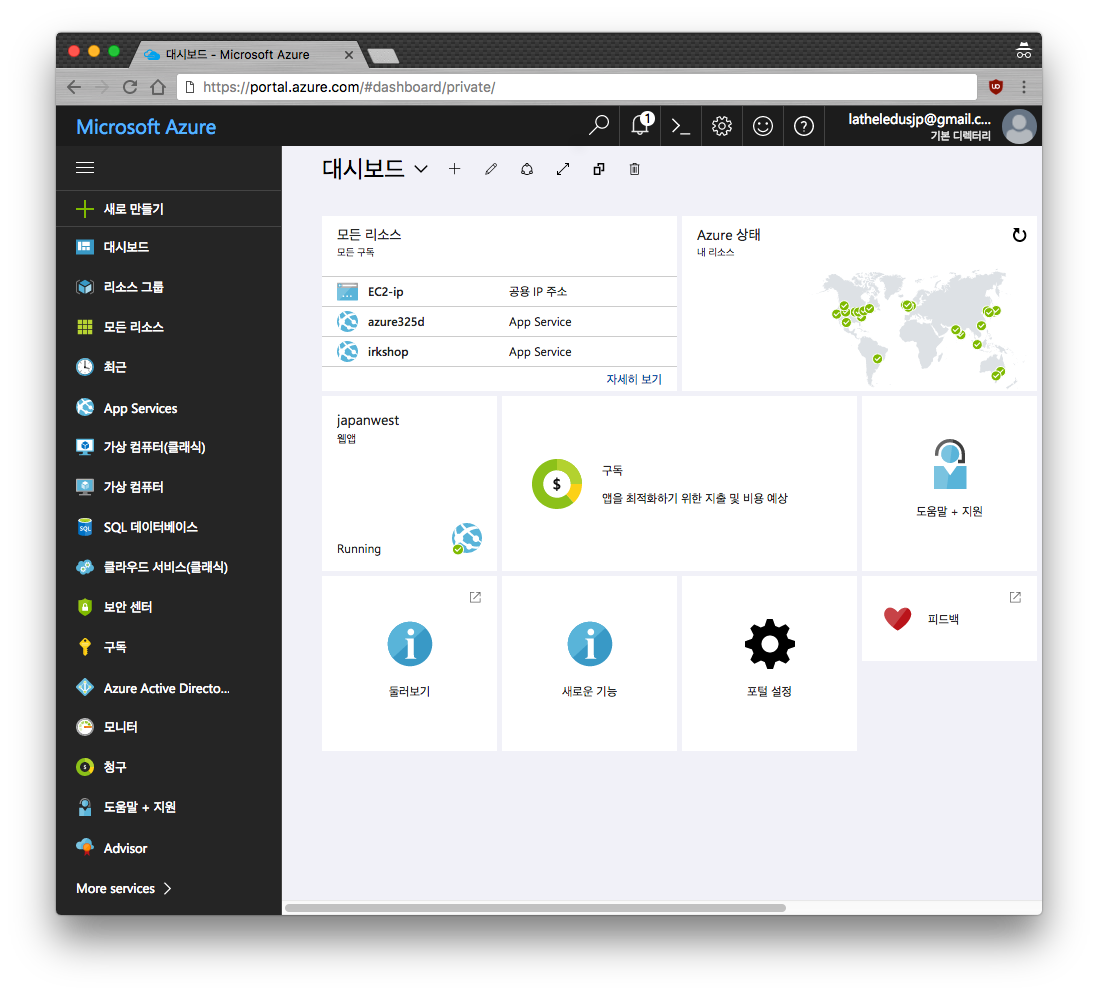 대시보드 - Microsoft Azure
https://portal.azure.com/#dashboard/private/
Microsoft Azure
1
latheledusjp@gmail.c...
기본 디렉터리
새로 만들기
대시보드
리소스 그룹
모든 리소스
최근
App Services
가상 컴퓨터(클래식)
가상 컴퓨터
SQL 데이터베이스
클라우드 서비스(클래식)
보안 센터
구독
Azure Active Directo...
모니터
청구
도움말 + 지원
Advisor
More services
대시보드
모든 리소스
모든 구독
EC2-ip 공용 IP 주소
azure325d App Service
irkshop App Service
자세히 보기
Azure 상태
내 리소스
japanwest
웹앱
Running
$
구독
앱을 최적화하기 위한 지출 및 비용 예상
도움말 + 지원
둘러보기
새로운 기능
포털 설정
피드백